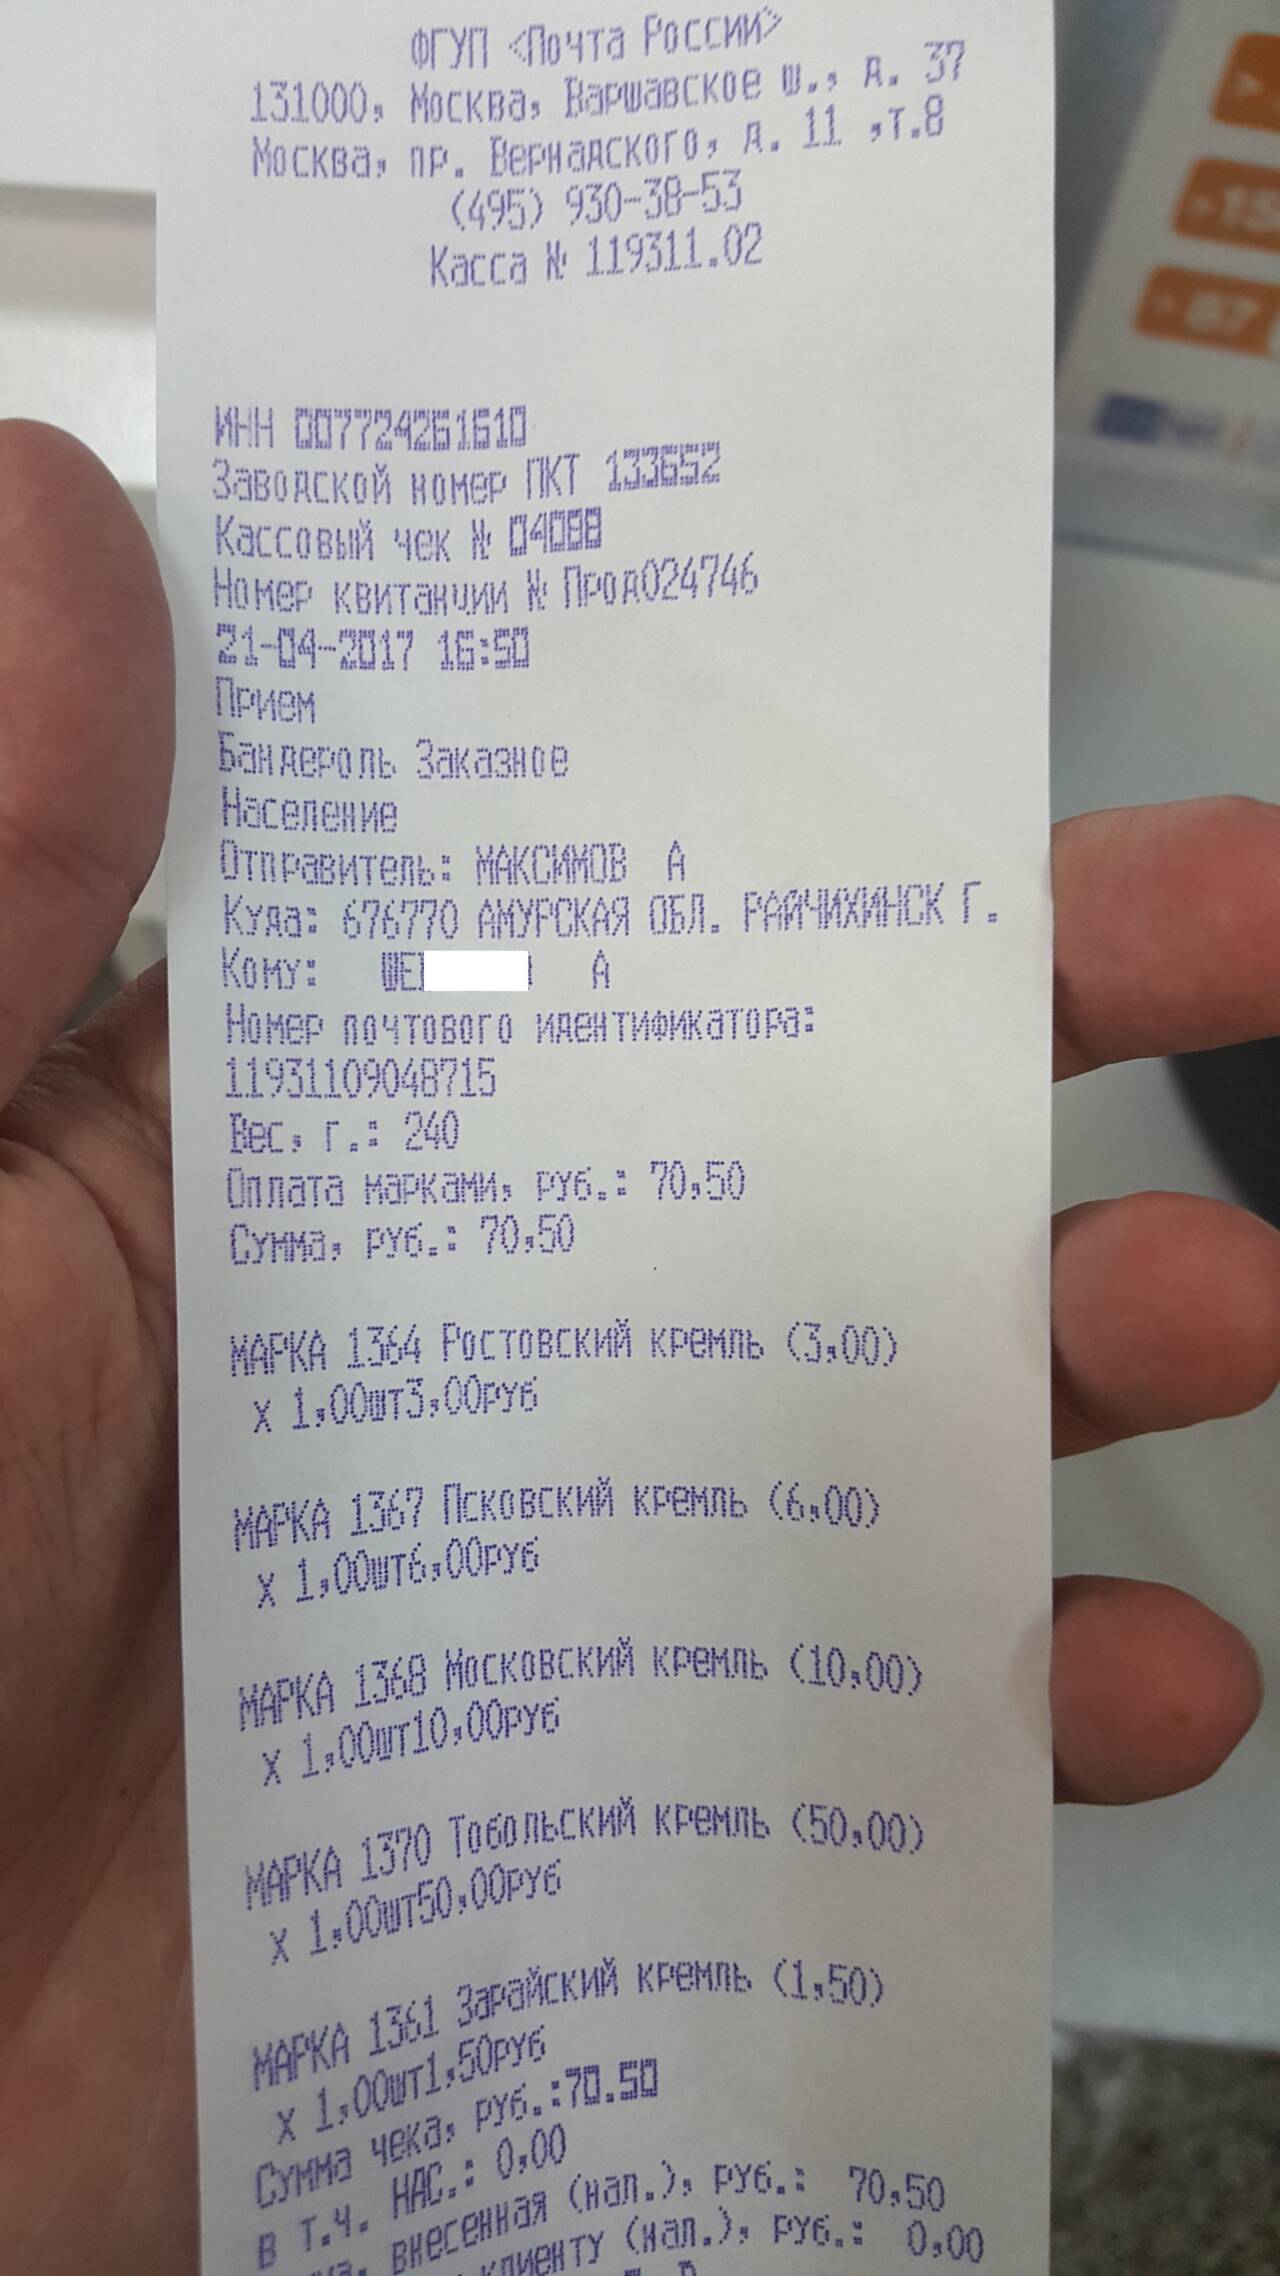 ФГУП <Почта России>
131000, Москва, Варшавское ш., д. 37
Москва, пр. Вернадского, д. 11 ,т.8
(495) 930-38-53
Касса № 119311.02
ИНН 007724261610
Заводской номер ПКТ 133652
Кассовый чек № 04088
Номер квитанции № Прод024746
21-04-2017 16:50
Прием
Бандероль Заказное
Население
Отправитель: МАКСИМОВ А
Куда: 676770 АМУРСКАЯ ОБЛ. РАЙЧИХИНСК Г.
Кому: ШЕ А
Номер почтового идентификатора:
11931109048715
Вес, г.: 240
Оплата марками, руб.: 70,50
Сумма, руб.: 70,50
МАРКА 1364 Ростовский кремль (3,00)
X 1,00шт3,00руб
МАРКА 1367 Псковский кремль (6,00)
X 1,00шт6,00руб
МАРКА 1368 Московский кремль (10,00)
X 1,00шт10,00руб
МАРКА 1370 Тобольский кремль (50,00)
X 1,00шт50,00руб
МАРКА 1361 Зарайский кремль (1,50)
X 1,00шт1,50руб
Сумма чека, руб.:70.50
в т.ч. НАС.: 0,00
внесенная (нал.), руб.: 70,50
клиенту (нал.), руб.: 0,00